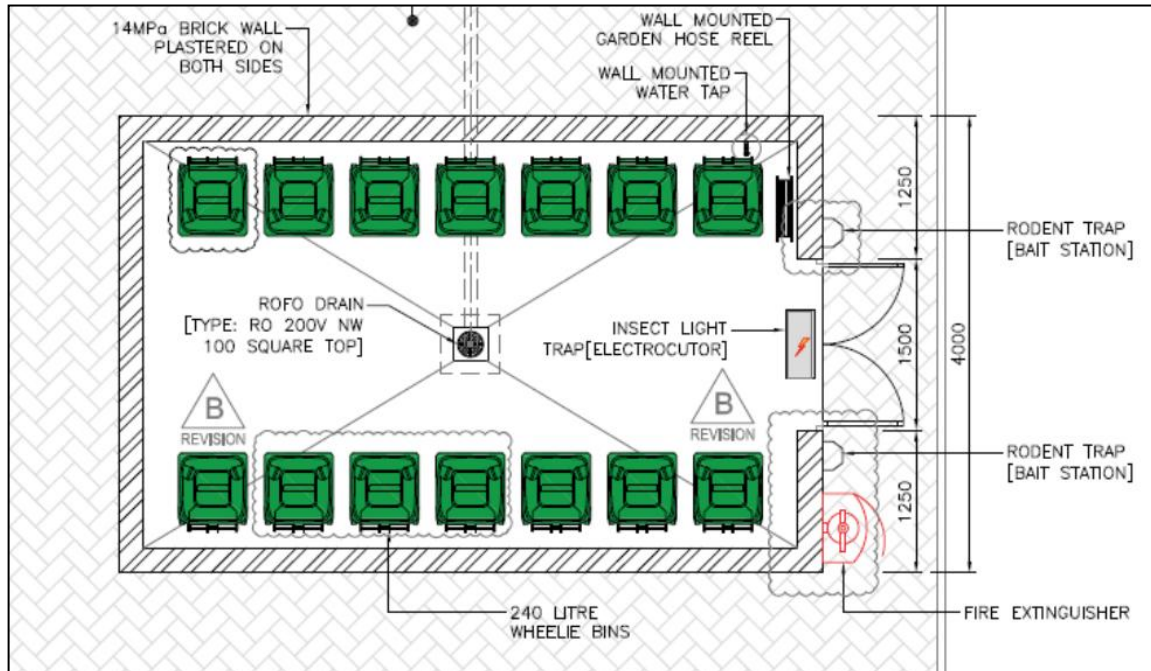 14MPa BRICK WALL
PLASTERED ON
BOTH SIDES
WALL MOUNTED
GARDEN HOSE REEL
WALL MOUNTED
WATER TAP
1250
RODENT TRAP
[BAIT STATION]
ROFO DRAIN
[TYPE: RO 200V NW
100 SQUARE TOP]
INSECT LIGHT
TRAP[ELECTROCUTOR]
1500
4000
B
REVISION
B
REVISION
RODENT TRAP
[BAIT STATION]
1250
240 LITRE
WHEELIE BINS
FIRE EXTINGUISHER